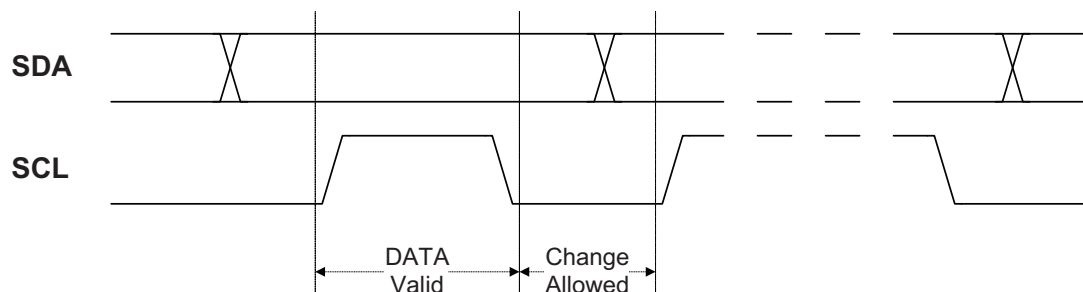 SDA
SCL
DATA
Valid
Change
Allowed